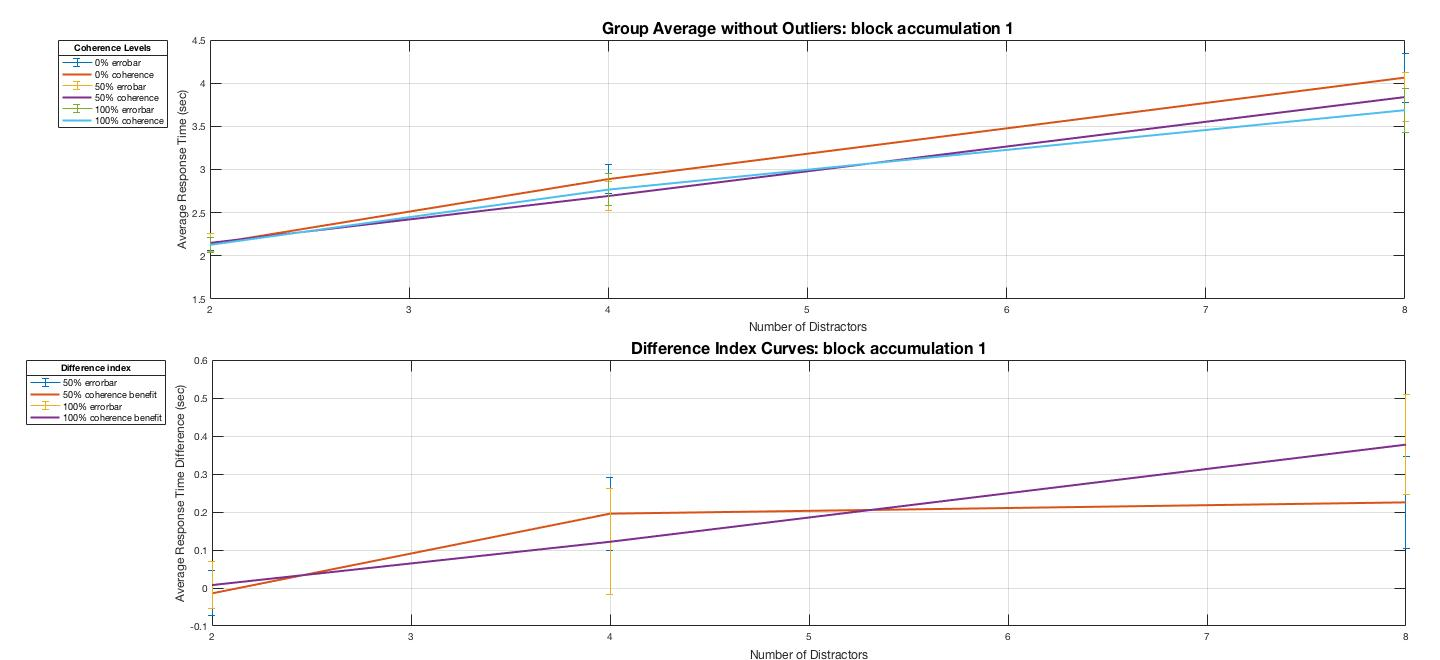 Group Average without Outliers: block accumulation 1
Coherence Levels
0% errobar
0% coherence
50% errobar
50% coherence
100% errorbar
100% coherence
Average Response Time (sec)
4.5
4
3.5
3
2.5
2
1.5
2 3 4 5 6 7 8
Number of Distractors
Difference Index Curves: block accumulation 1
Difference index
50% errorbar
50% coherence benefit
100% errorbar
100% coherence benefit
Average Response Time Difference (sec)
0.6
0.5
0.4
0.3
0.2
0.1
0
-0.1
2 3 4 5 6 7 8
Number of Distractors